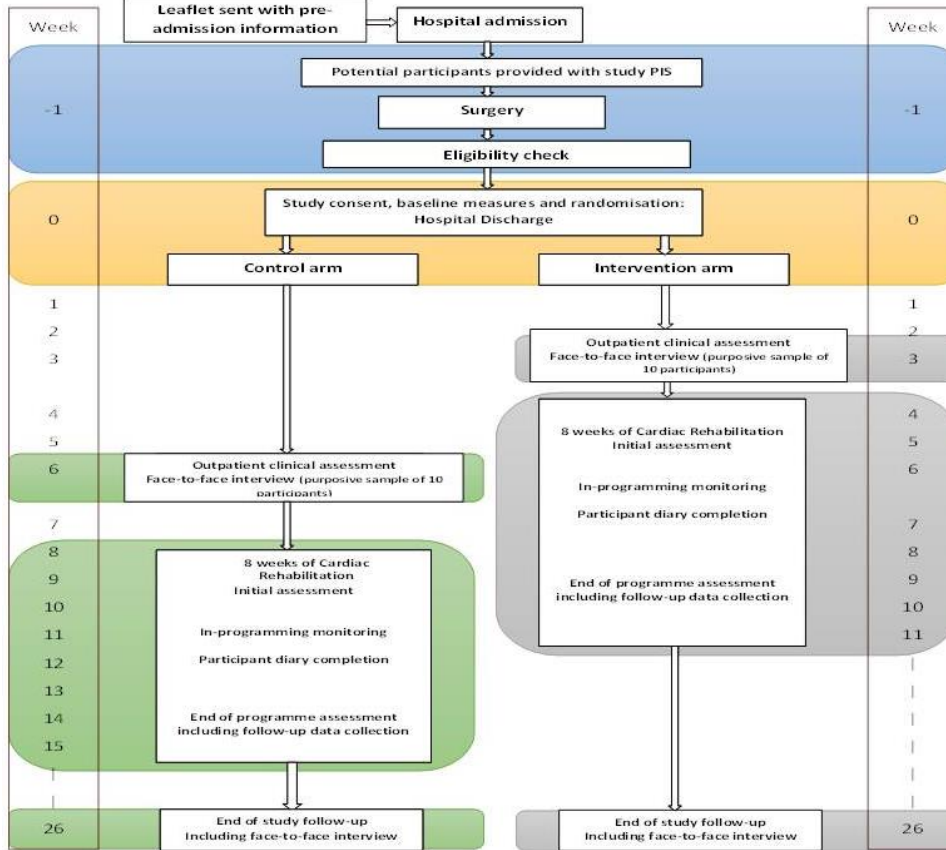 Leaflet sent with pre-
admission information
Hospital admission
Week
Week
Potential participants provided with study PIS
-1
Surgery
-1
Eligibility check
0
Study consent, baseline measures and randomisation:
Hospital Discharge
0
Control arm
Intervention arm
1
2
3
4
5
6
7
8
9
10
11
12
13
14
15
26
Outpatient clinical assessment
Face-to-face interview (purposive sample of 10
participants)
8 weeks of Cardiac
Rehabilitation
Initial assessment
In-programming monitoring
Participant diary completion
End of programme assessment
including follow-up data collection
End of study follow-up
Including face-to-face interview
Outpatient clinical assessment
Face-to-face interview (purposive sample of
10 participants)
8 weeks of Cardiac Rehabilitation
Initial assessment
In-programming monitoring
Participant diary completion
End of programme assessment
including follow-up data collection
End of study follow-up
Including face-to-face interview
1
2
3
4
5
6
7
8
9
10
11
26